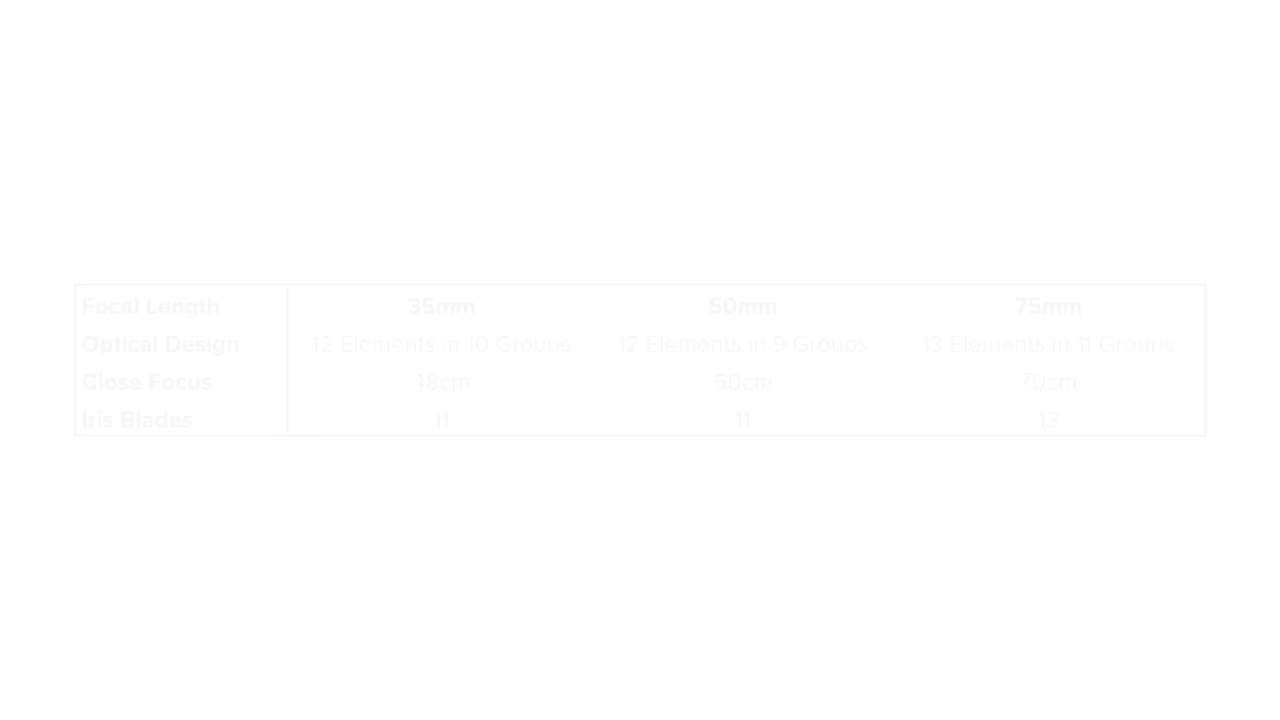 Focal Length 35mm 50mm 75mm
Optical Design 12 Elements in 10 Groups 12 Elements in 9 Groups 13 Elements in 11 Groups
Close Focus 48cm 60cm 70cm
Iris Blades 11 11 13